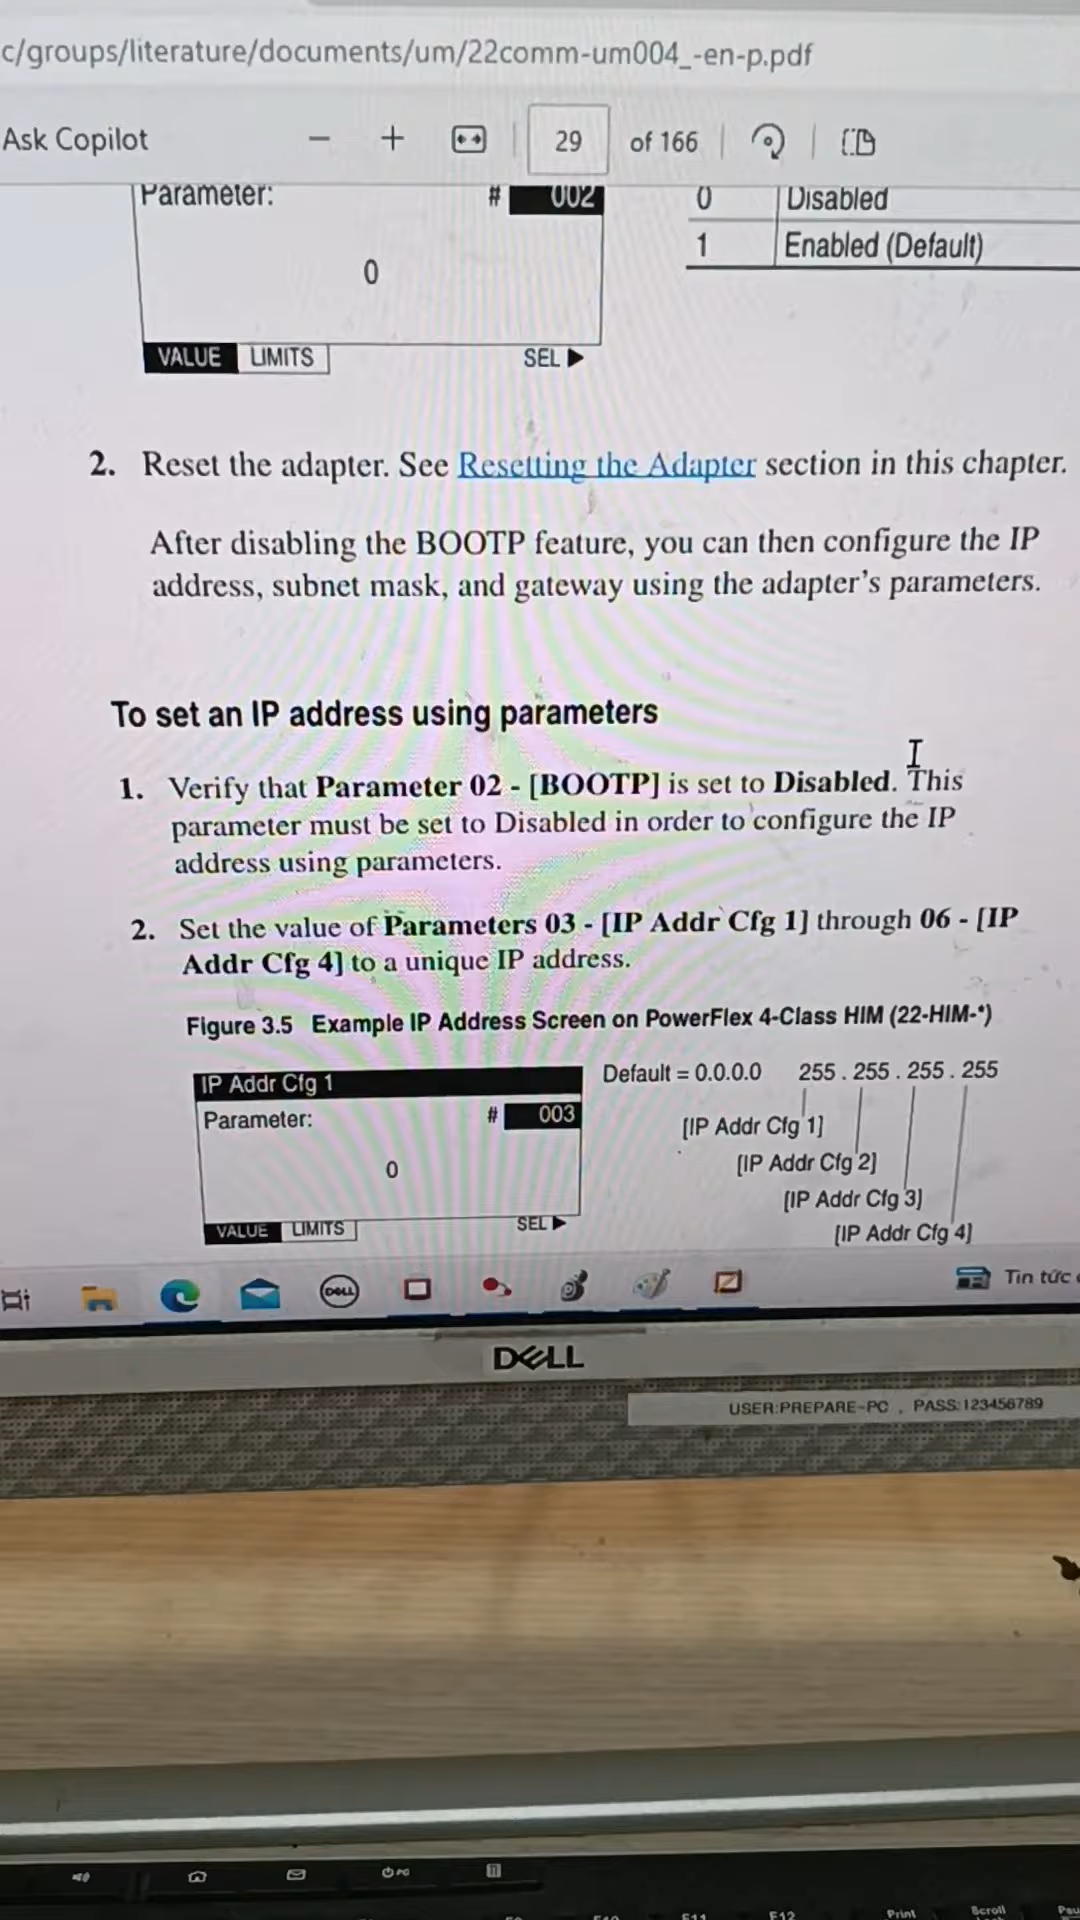 c/groups/literature/documents/um/22comm-um004_-en-p.pdf
Ask Copilot
29 of 166
Parameter: # 002
0 Disabled
1 Enabled (Default)
0
VALUE LIMITS SEL
2. Reset the adapter. See Resetting the Adapter section in this chapter.
After disabling the BOOTP feature, you can then configure the IP
address, subnet mask, and gateway using the adapter's parameters.
To set an IP address using parameters
1. Verify that Parameter 02 - [BOOTP] is set to Disabled. This
parameter must be set to Disabled in order to configure the IP
address using parameters.
2. Set the value of Parameters 03 - [IP Addr Cfg 1] through 06 - [IP
Addr Cfg 4] to a unique IP address.
Figure 3.5 Example IP Address Screen on PowerFlex 4-Class HIM (22-HIM-*)
IP Addr Cfg 1
Parameter: # 003
0
VALUE LIMITS SEL
Default = 0.0.0.0 255 . 255 . 255 . 255
[IP Addr Cfg 1]
[IP Addr Cfg 2]
[IP Addr Cfg 3]
[IP Addr Cfg 4]
DELL
Tin tức
DELL
USER:PREPARE-PC , PASS:123456789
F11 F12 Print Scroll